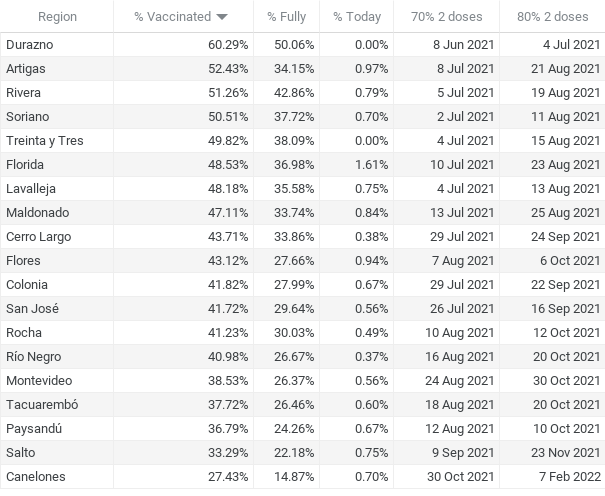 Region % Vaccinated % Fully % Today 70% 2 doses 80% 2 doses
Durazno 60.29% 50.06% 0.00% 8 Jun 2021 4 Jul 2021
Artigas 52.43% 34.15% 0.97% 8 Jul 2021 21 Aug 2021
Rivera 51.26% 42.86% 0.79% 5 Jul 2021 19 Aug 2021
Soriano 50.51% 37.72% 0.70% 2 Jul 2021 11 Aug 2021
Treinta y Tres 49.82% 38.09% 0.00% 4 Jul 2021 15 Aug 2021
Florida 48.53% 36.98% 1.61% 10 Jul 2021 23 Aug 2021
Lavalleja 48.18% 35.58% 0.75% 4 Jul 2021 13 Aug 2021
Maldonado 47.11% 33.74% 0.84% 13 Jul 2021 25 Aug 2021
Cerro Largo 43.71% 33.86% 0.38% 29 Jul 2021 24 Sep 2021
Flores 43.12% 27.66% 0.94% 7 Aug 2021 6 Oct 2021
Colonia 41.82% 27.99% 0.67% 29 Jul 2021 22 Sep 2021
San José 41.72% 29.64% 0.56% 26 Jul 2021 16 Sep 2021
Rocha 41.23% 30.03% 0.49% 10 Aug 2021 12 Oct 2021
Río Negro 40.98% 26.67% 0.37% 16 Aug 2021 20 Oct 2021
Montevideo 38.53% 26.37% 0.56% 24 Aug 2021 30 Oct 2021
Tacuarembó 37.72% 26.46% 0.60% 18 Aug 2021 20 Oct 2021
Paysandú 36.79% 24.26% 0.67% 12 Aug 2021 10 Oct 2021
Salto 33.29% 22.18% 0.75% 9 Sep 2021 23 Nov 2021
Canelones 27.43% 14.87% 0.70% 30 Oct 2021 7 Feb 2022